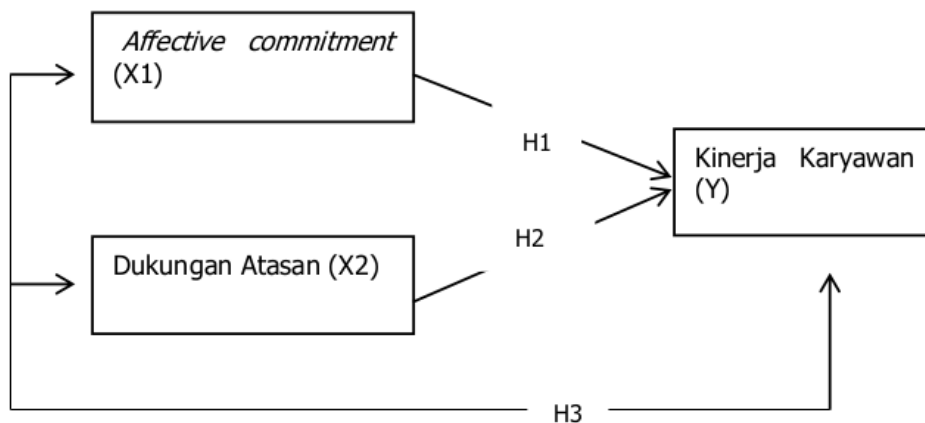 Affective commitment
(X1)
H1
Kinerja Karyawan
(Y)
H2
Dukungan Atasan (X2)
H3